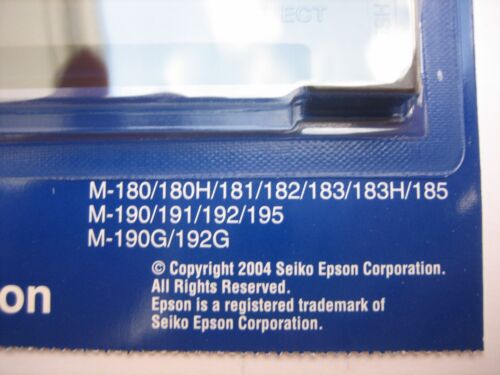 M-180/180H/181/182/183/183H/185
M-190/191/192/195
M-190G/192G
© Copyright 2004 Seiko Epson Corporation.
All Rights Reserved.
Epson is a registered trademark of
Seiko Epson Corporation.
on